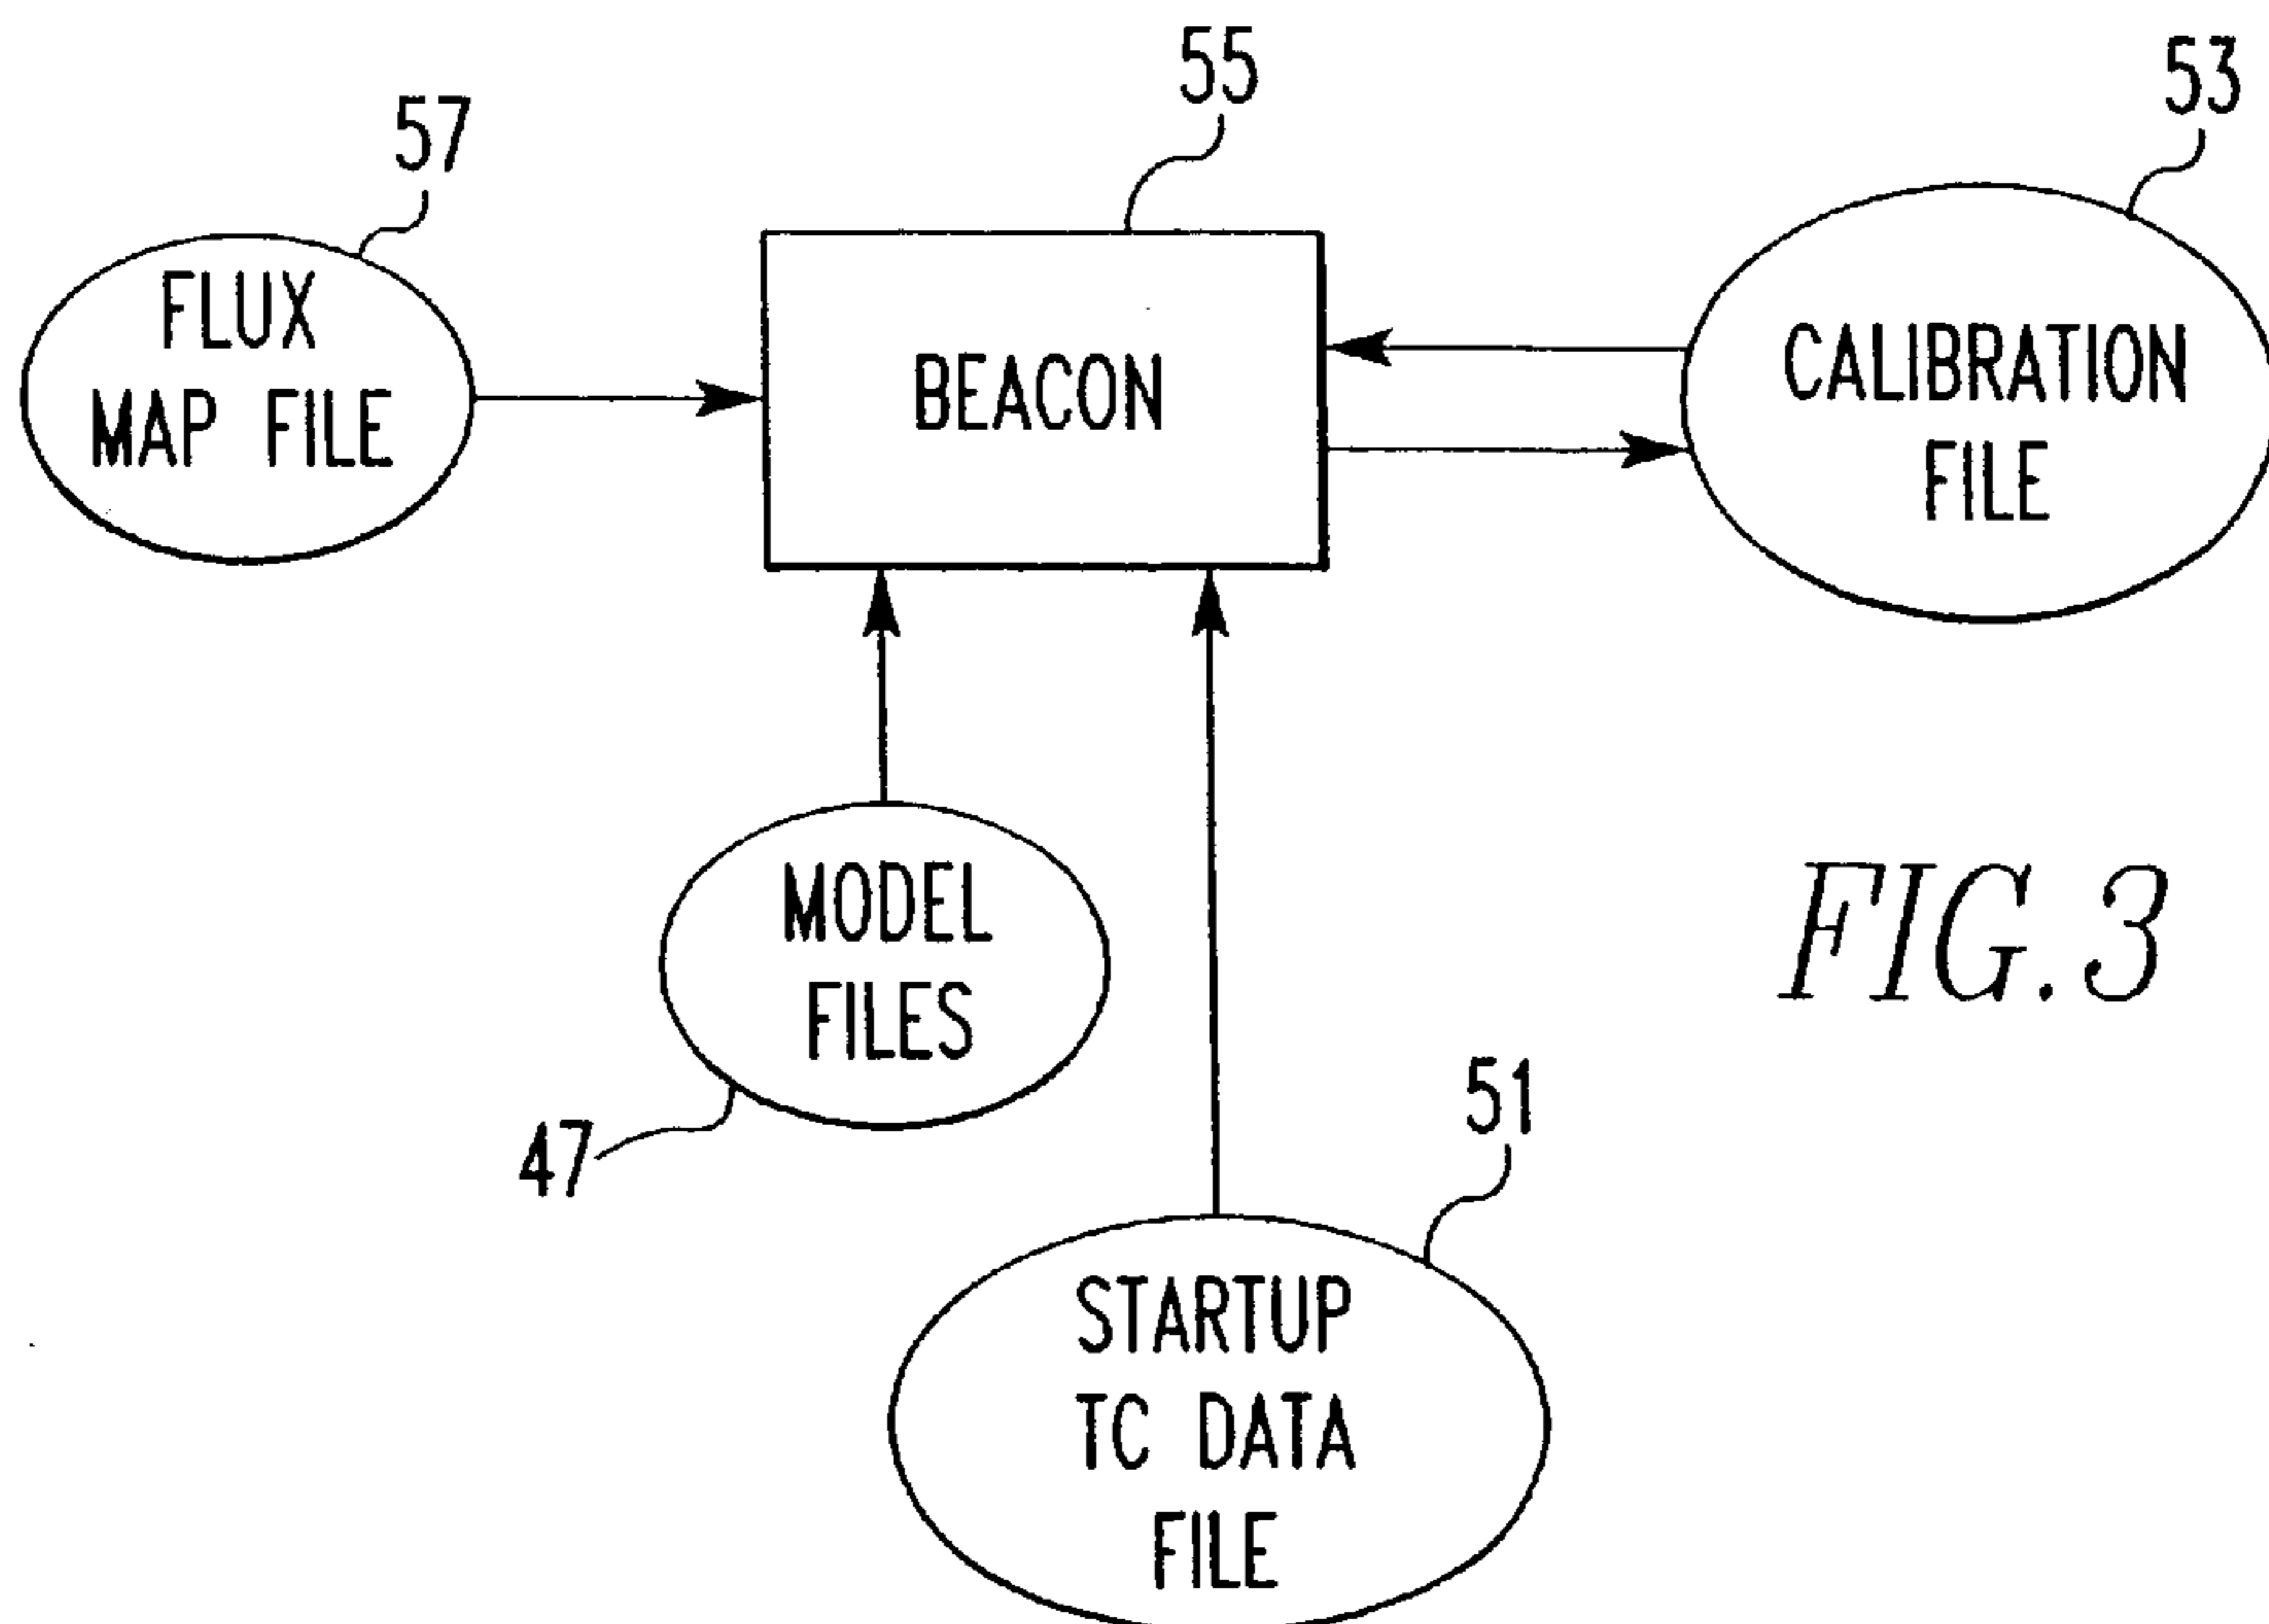 55
53
57
FLUX
MAP FILE
BEACON
CALIBRATION
FILE
MODEL
FILES
47
FIG. 3
51
STARTUP
TC DATA
FILE